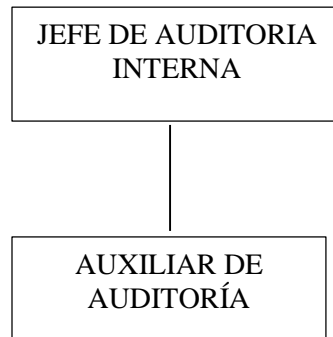 JEFE DE AUDITORIA
INTERNA
AUXILIAR DE
AUDITORÍA